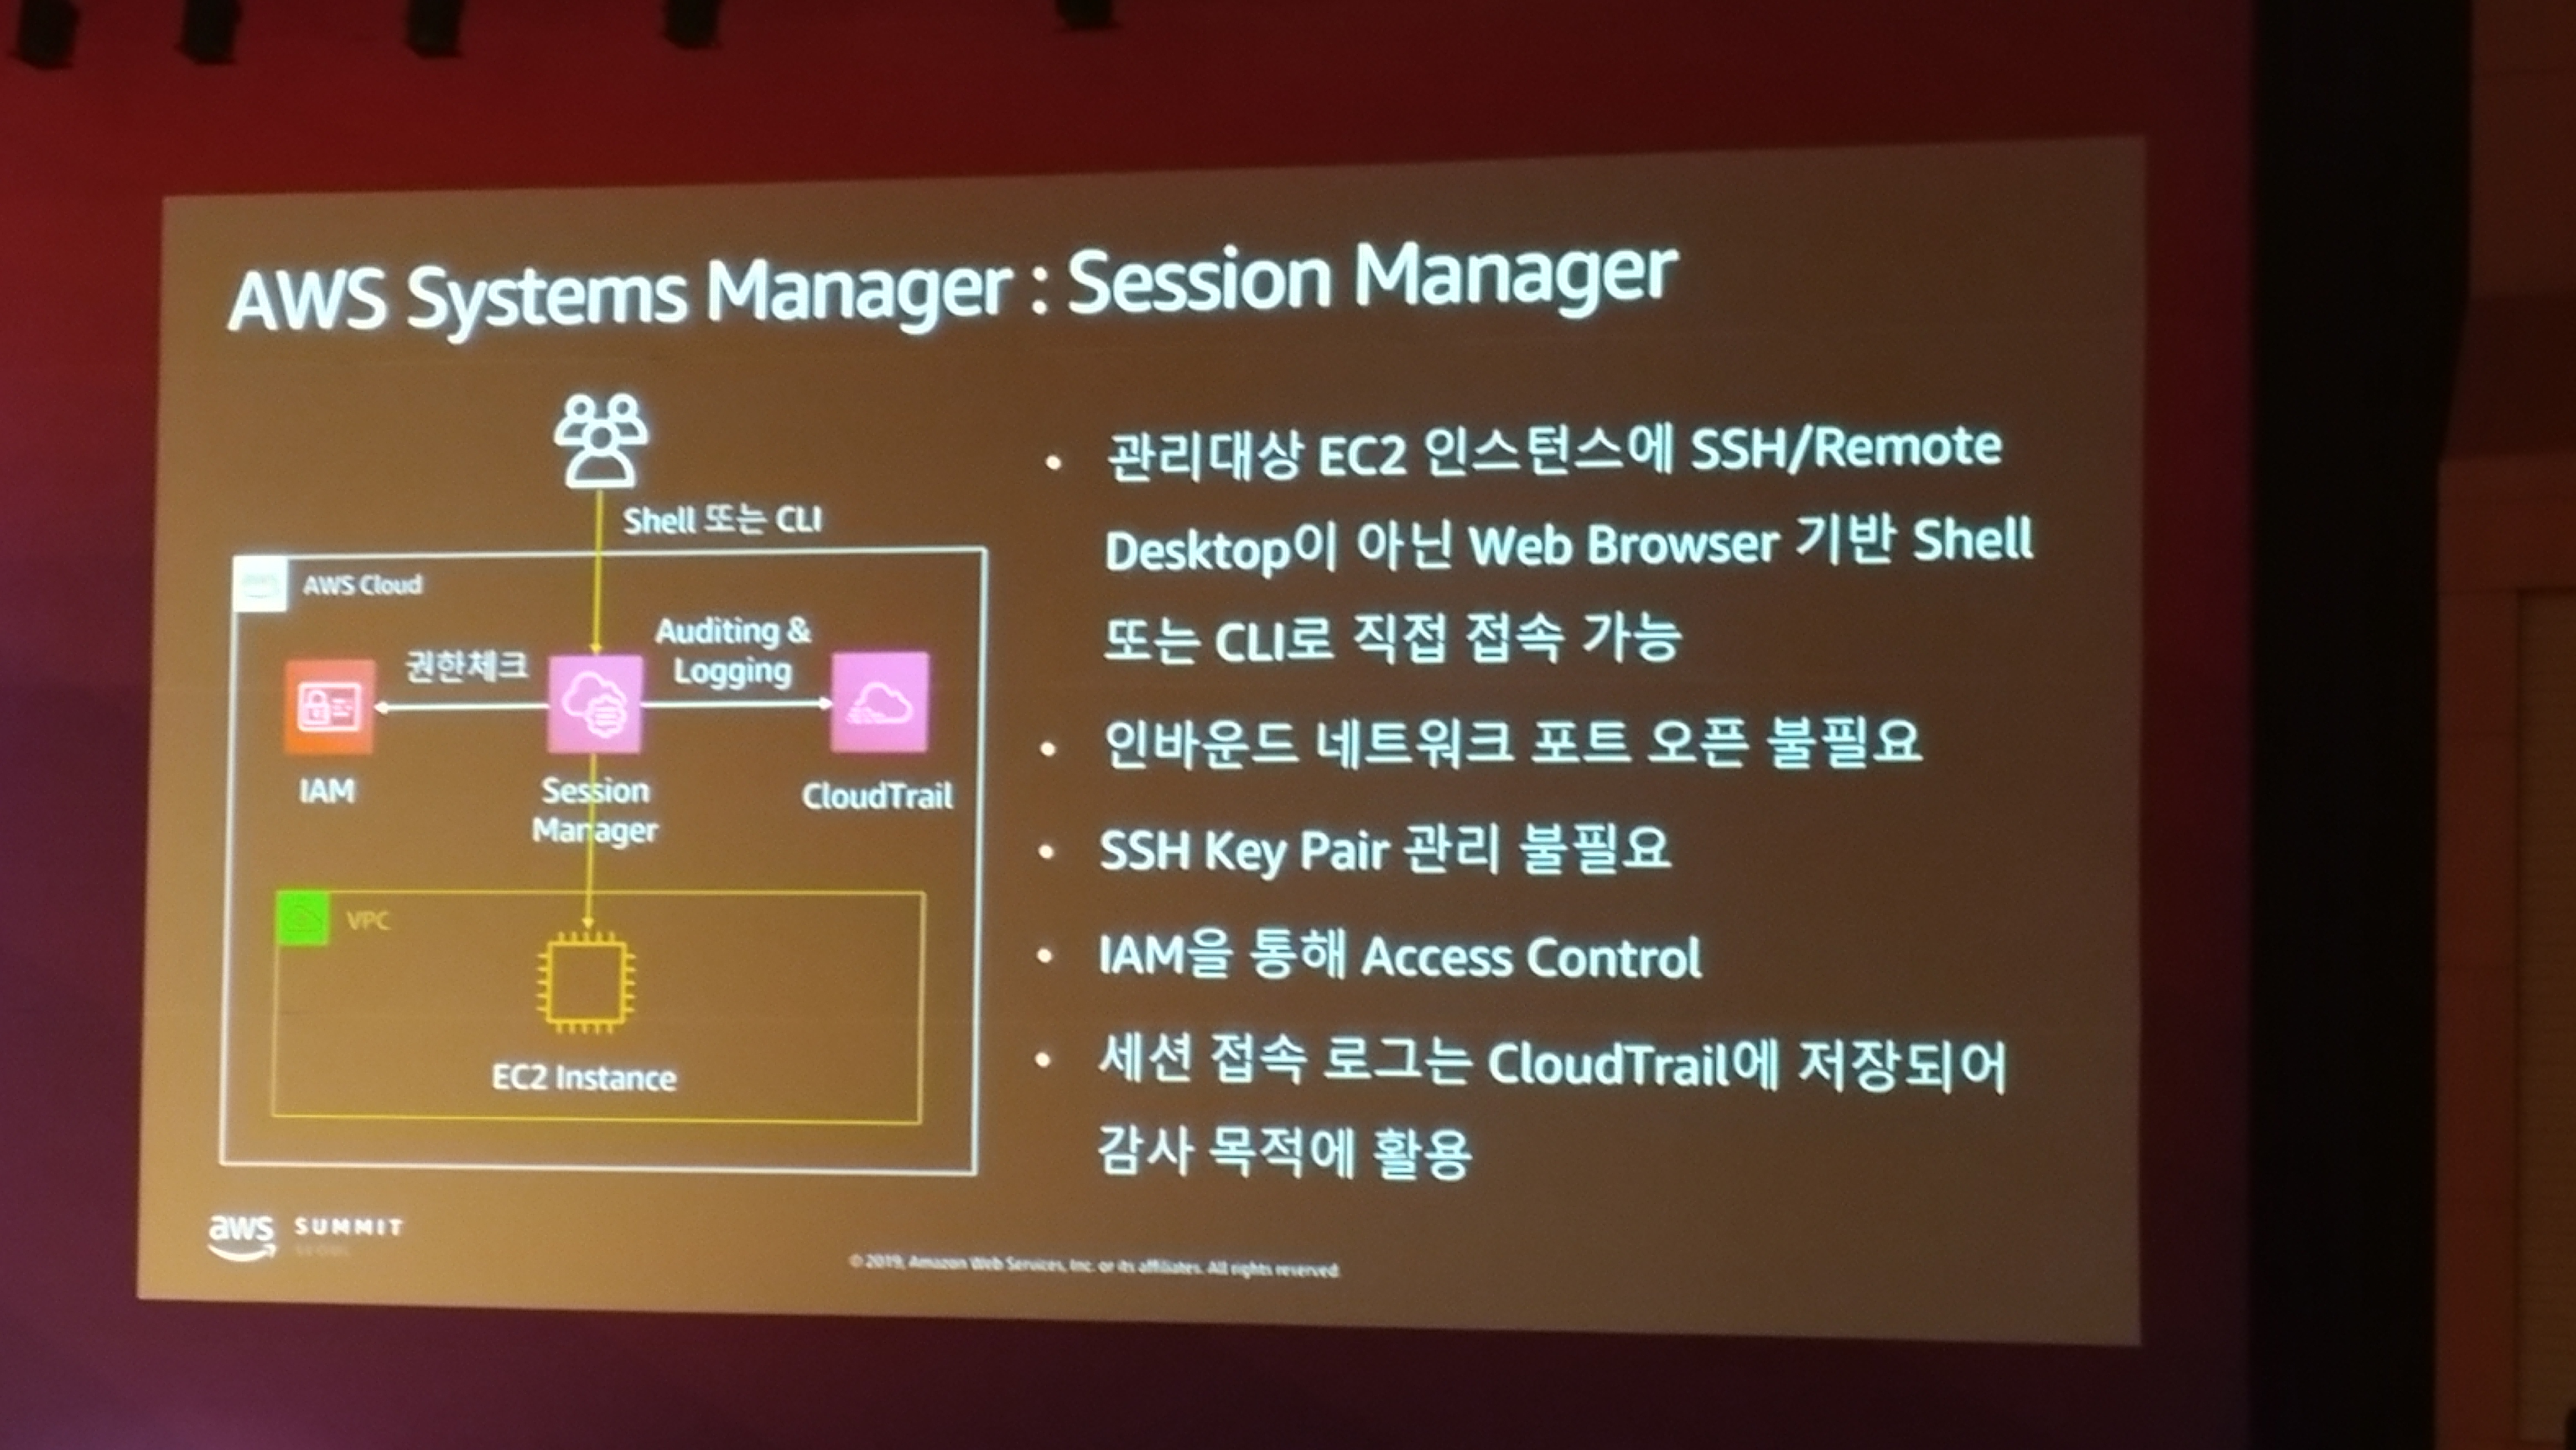 AWS Systems Manager : Session Manager
Shell 또는 CLI
AWS Cloud
권한체크
Auditing &
Logging
IAM
Session
Manager
CloudTrail
VPC
EC2 Instance
• 관리대상 EC2 인스턴스에 SSH/Remote
Desktop이 아닌 Web Browser 기반 Shell
또는 CLI로 직접 접속 가능
• 인바운드 네트워크 포트 오픈 불필요
• SSH Key Pair 관리 불필요
• IAM을 통해 Access Control
• 세션 접속 로그는 CloudTrail에 저장되어
감사 목적에 활용
aws SUMMIT
© 2019, Amazon Web Services, Inc. or its affiliates. All rights reserved.